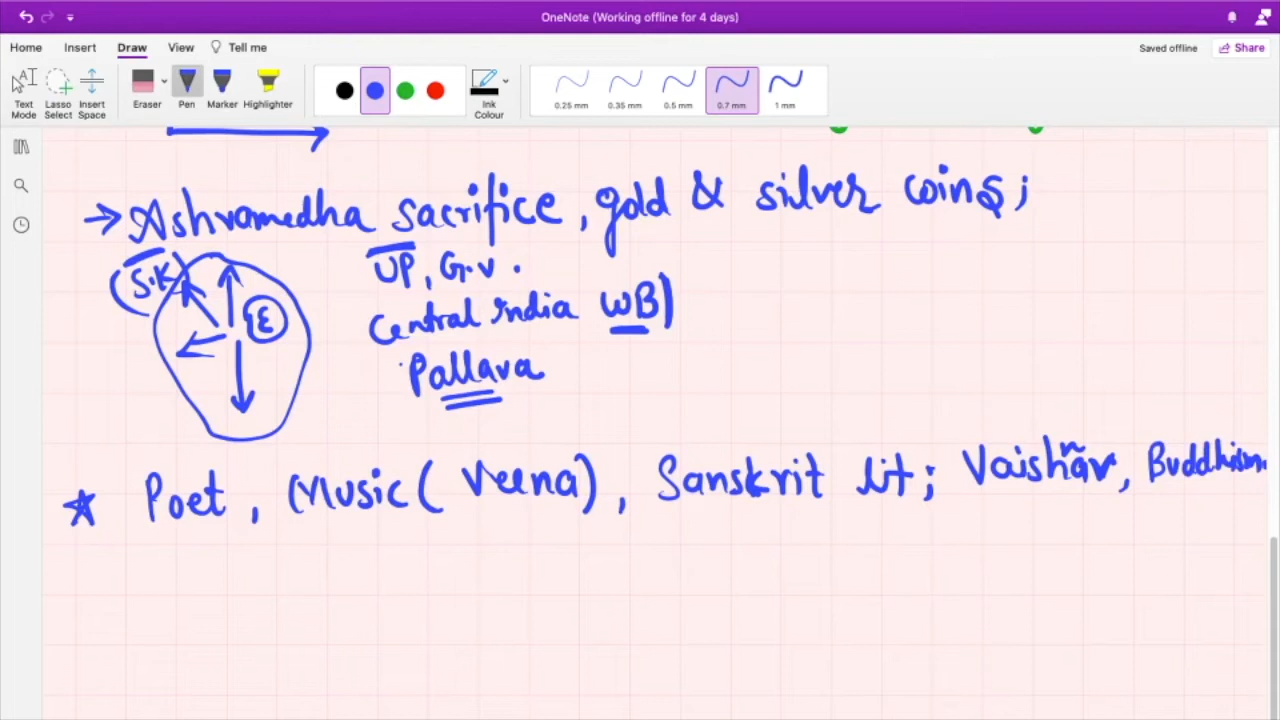 OneNote (Working offline for 4 days)
Home Insert Draw View Tell me Saved offline Share
Text Mode Lasso Select Insert Space Eraser Pen Marker Highlighter Ink Colour 0.25 mm 0.35 mm 0.5 mm 0.7 mm 1 mm
→ Ashvamedha sacrifice, gold & silver coins;
(S.K) UP, G.V.
E Central India WB)
Pallava
★ Poet, Music (Veena), Sanskrit lit; Vaishnav, Buddhism